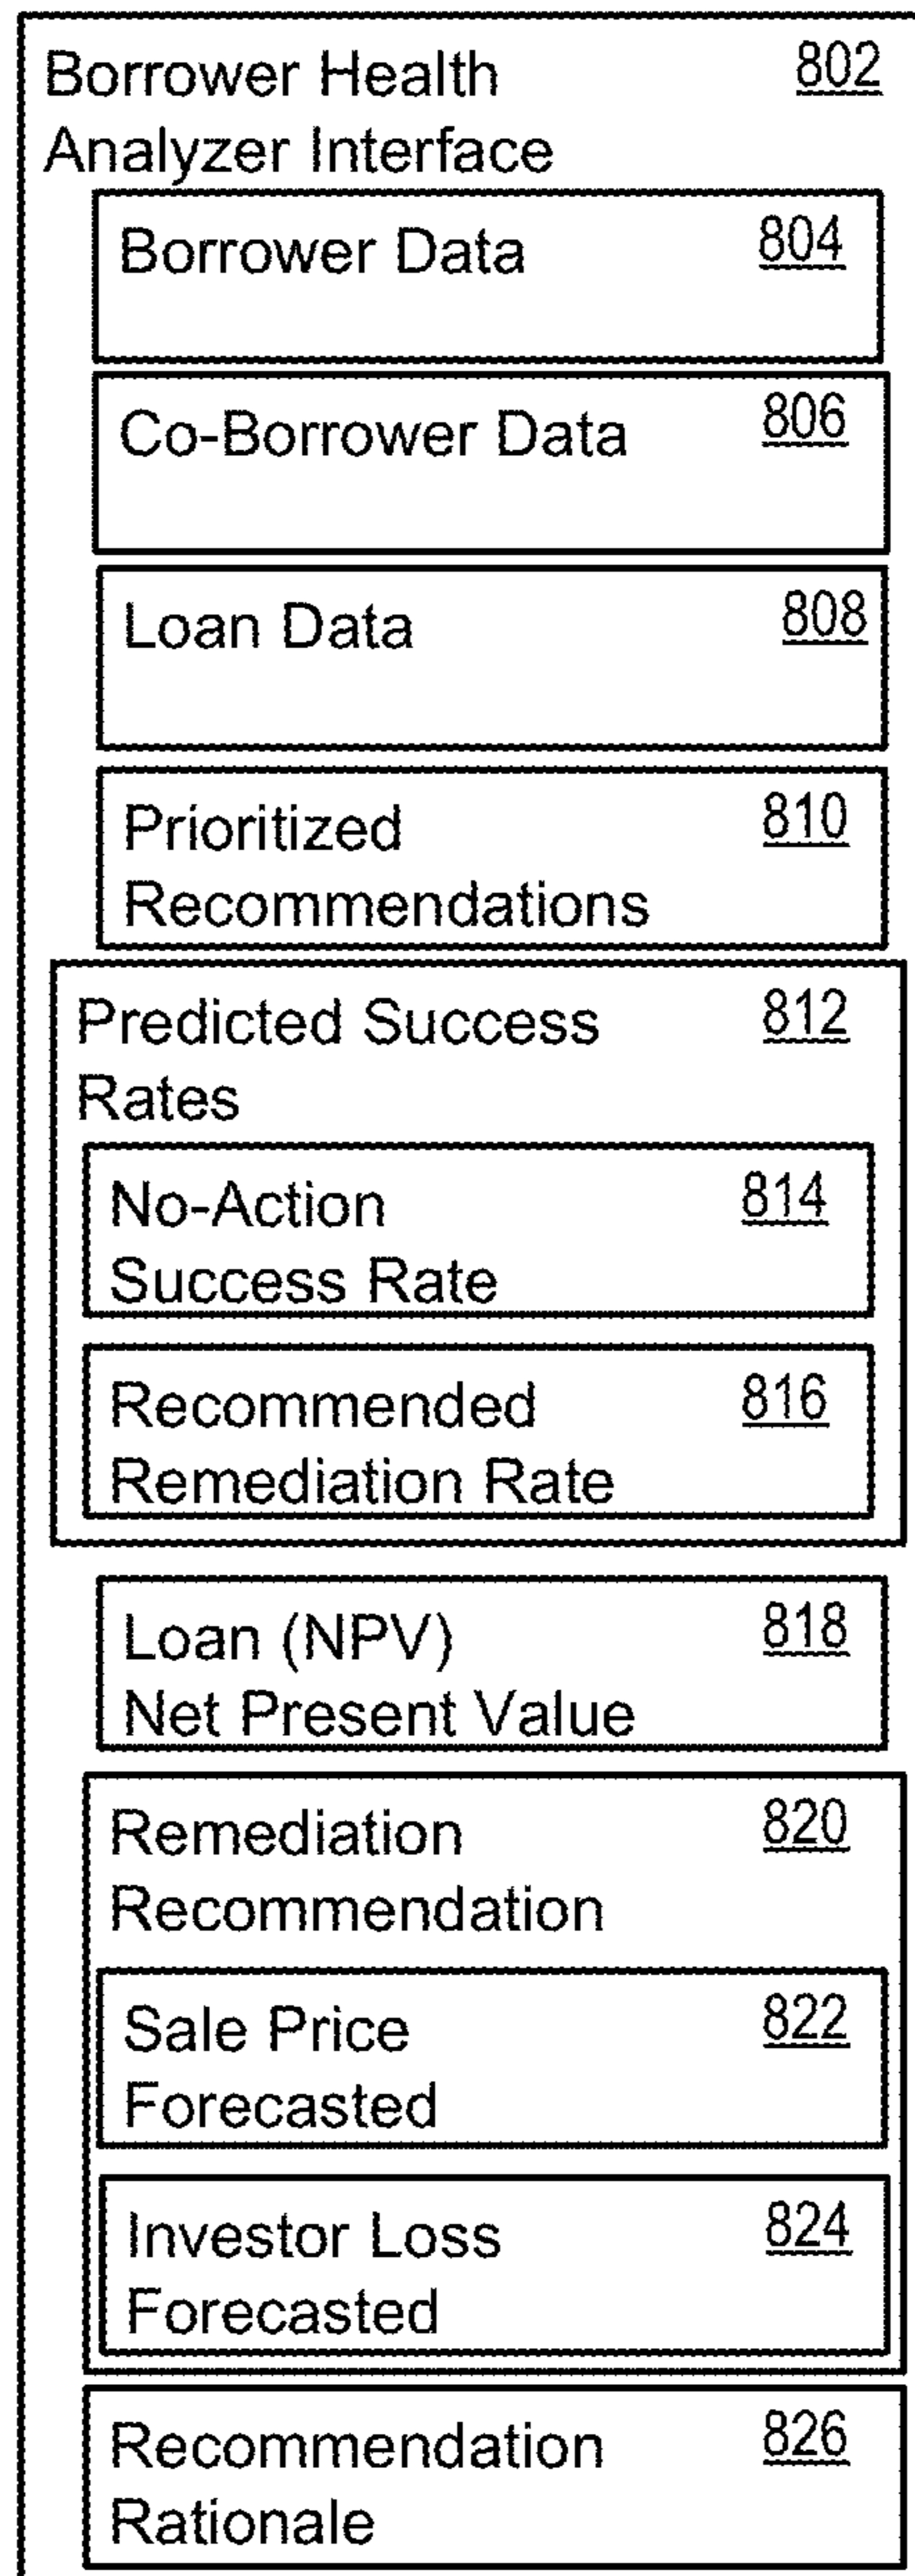 Borrower Health 802
Analyzer Interface
Borrower Data 804
Co-Borrower Data 806
Loan Data 808
Prioritized 810
Recommendations
Predicted Success 812
Rates
No-Action 814
Success Rate
Recommended 816
Remediation Rate
Loan (NPV) 818
Net Present Value
Remediation 820
Recommendation
Sale Price 822
Forecasted
Investor Loss 824
Forecasted
Recommendation 826
Rationale